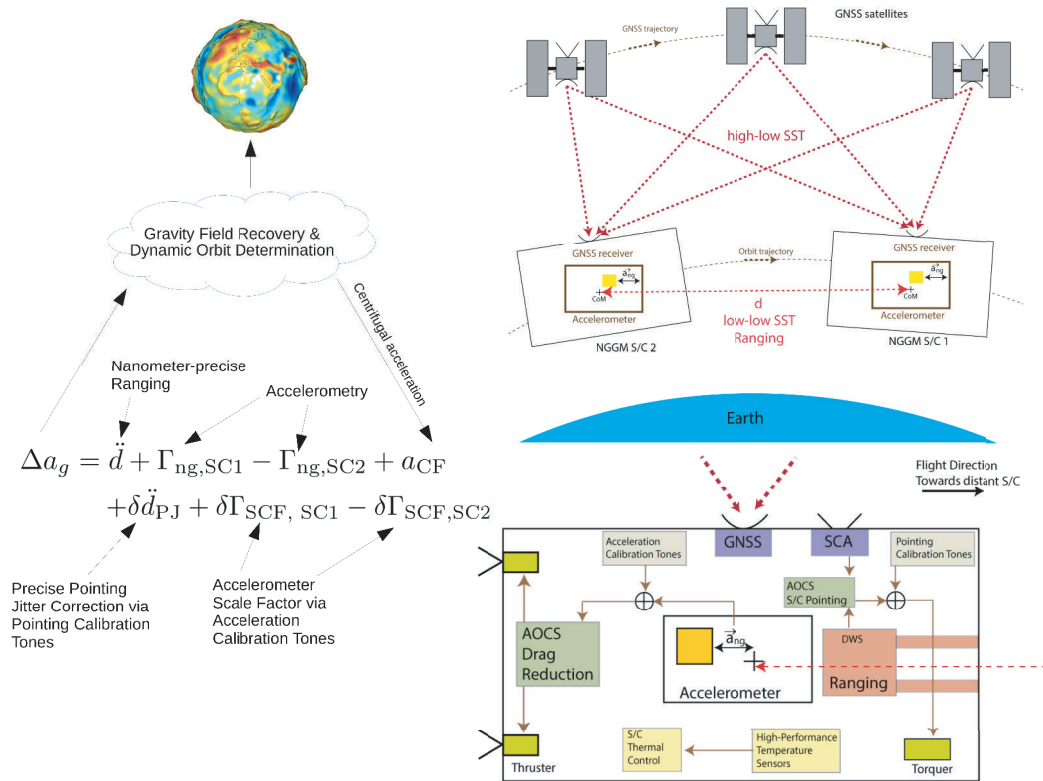 Gravity Field Recovery &
Dynamic Orbit Determination
Centrifugal acceleration
Nanometer-precise
Ranging
Accelerometry
Δa_g = d̈ + Γ_ng,SC1 − Γ_ng,SC2 + a_CF
+δd̈_PJ + δΓ_SCF, SC1 − δΓ_SCF,SC2
Precise Pointing
Jitter Correction via
Pointing Calibration
Tones
Accelerometer
Scale Factor via
Acceleration
Calibration Tones
GNSS trajectory
GNSS satellites
high-low SST
GNSS receiver
a⃗_ng
CoM
Accelerometer
NGGM S/C 2
Orbit trajectory
d
low-low SST
Ranging
GNSS receiver
a⃗_ng
CoM
Accelerometer
NGGM S/C 1
Earth
Flight Direction
Towards distant S/C
Acceleration
Calibration Tones
GNSS
SCA
Pointing
Calibration Tones
AOCS
S/C Pointing
AOCS
Drag
Reduction
a⃗_ng
Accelerometer
DWS
Ranging
S/C
Thermal
Control
High-Performance
Temperature
Sensors
Thruster
Torquer